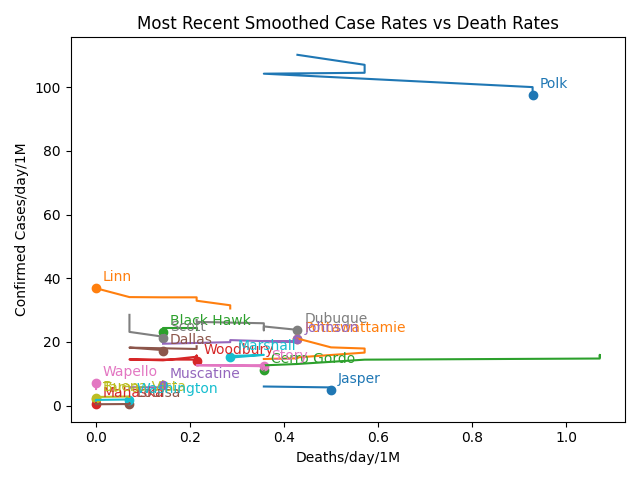 Most Recent Smoothed Case Rates vs Death Rates
Confirmed Cases/day/1M
100
80
60
40
20
0
Polk
Linn
Dubuque
Black Hawk
Scott
Pottawattamie
Johnson
Dallas
Marshall
Woodbury
Story
Cerro Gordo
Wapello
Muscatine
Jasper
Buena Vista
Washington
Mahaska
0.0 0.2 0.4 0.6 0.8 1.0
Deaths/day/1M